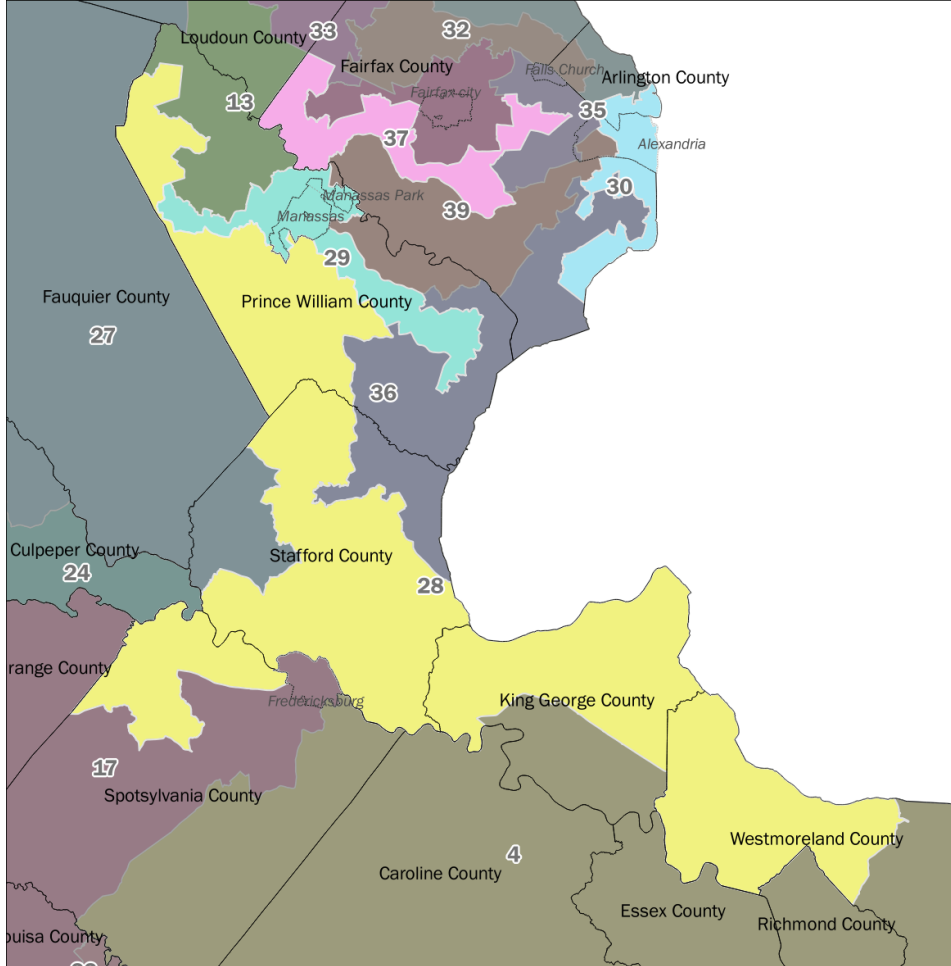 33
32
Loudoun County
Fairfax County
Falls Church
Arlington County
Fairfax city
13
35
37
Alexandria
30
Manassas Park
Manassas
39
29
Fauquier County
Prince William County
27
36
Culpeper County
Stafford County
24
28
range County
King George County
Fredericksburg
17
Spotsylvania County
Westmoreland County
4
Caroline County
Essex County
Richmond County
ouisa County